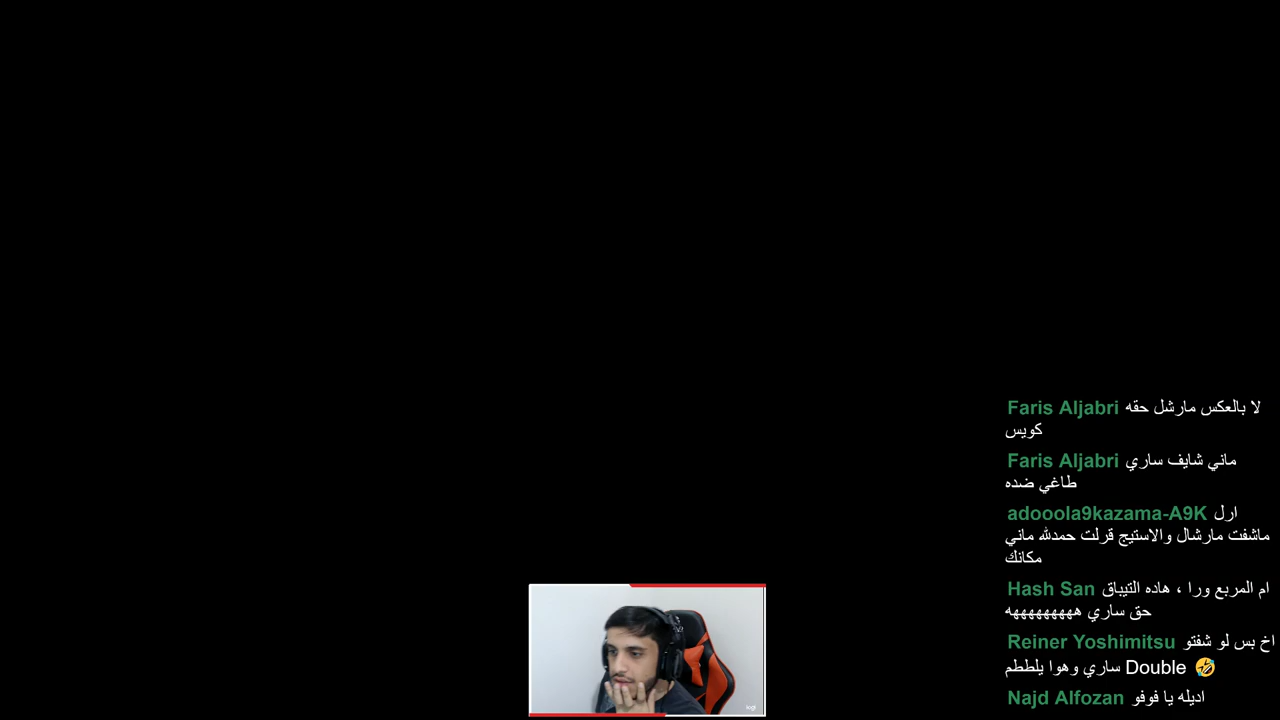 Faris Aljabri لا بالعكس مارشل حقه
كويس
Faris Aljabri ماني شايف ساري
طاغي ضده
adooola9kazama-A9K ارل
ماشفت مارشال والاستيج قرلت حمدلله ماني
مكانك
Hash San ام المربع ورا ، هاده التيباق
حق ساري هههههههههه
Reiner Yoshimitsu اخ بس لو شفتو
ساري وهوا يلططم Double 🤣
Najd Alfozan اديله يا فوفو